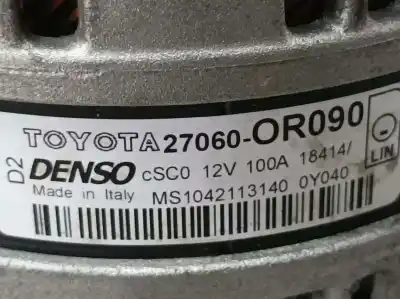 TOYOTA 27060-OR090
D2 DENSO cSC0 12V 100A 18414/
LIN
Made in Italy MS1042113140 0Y040